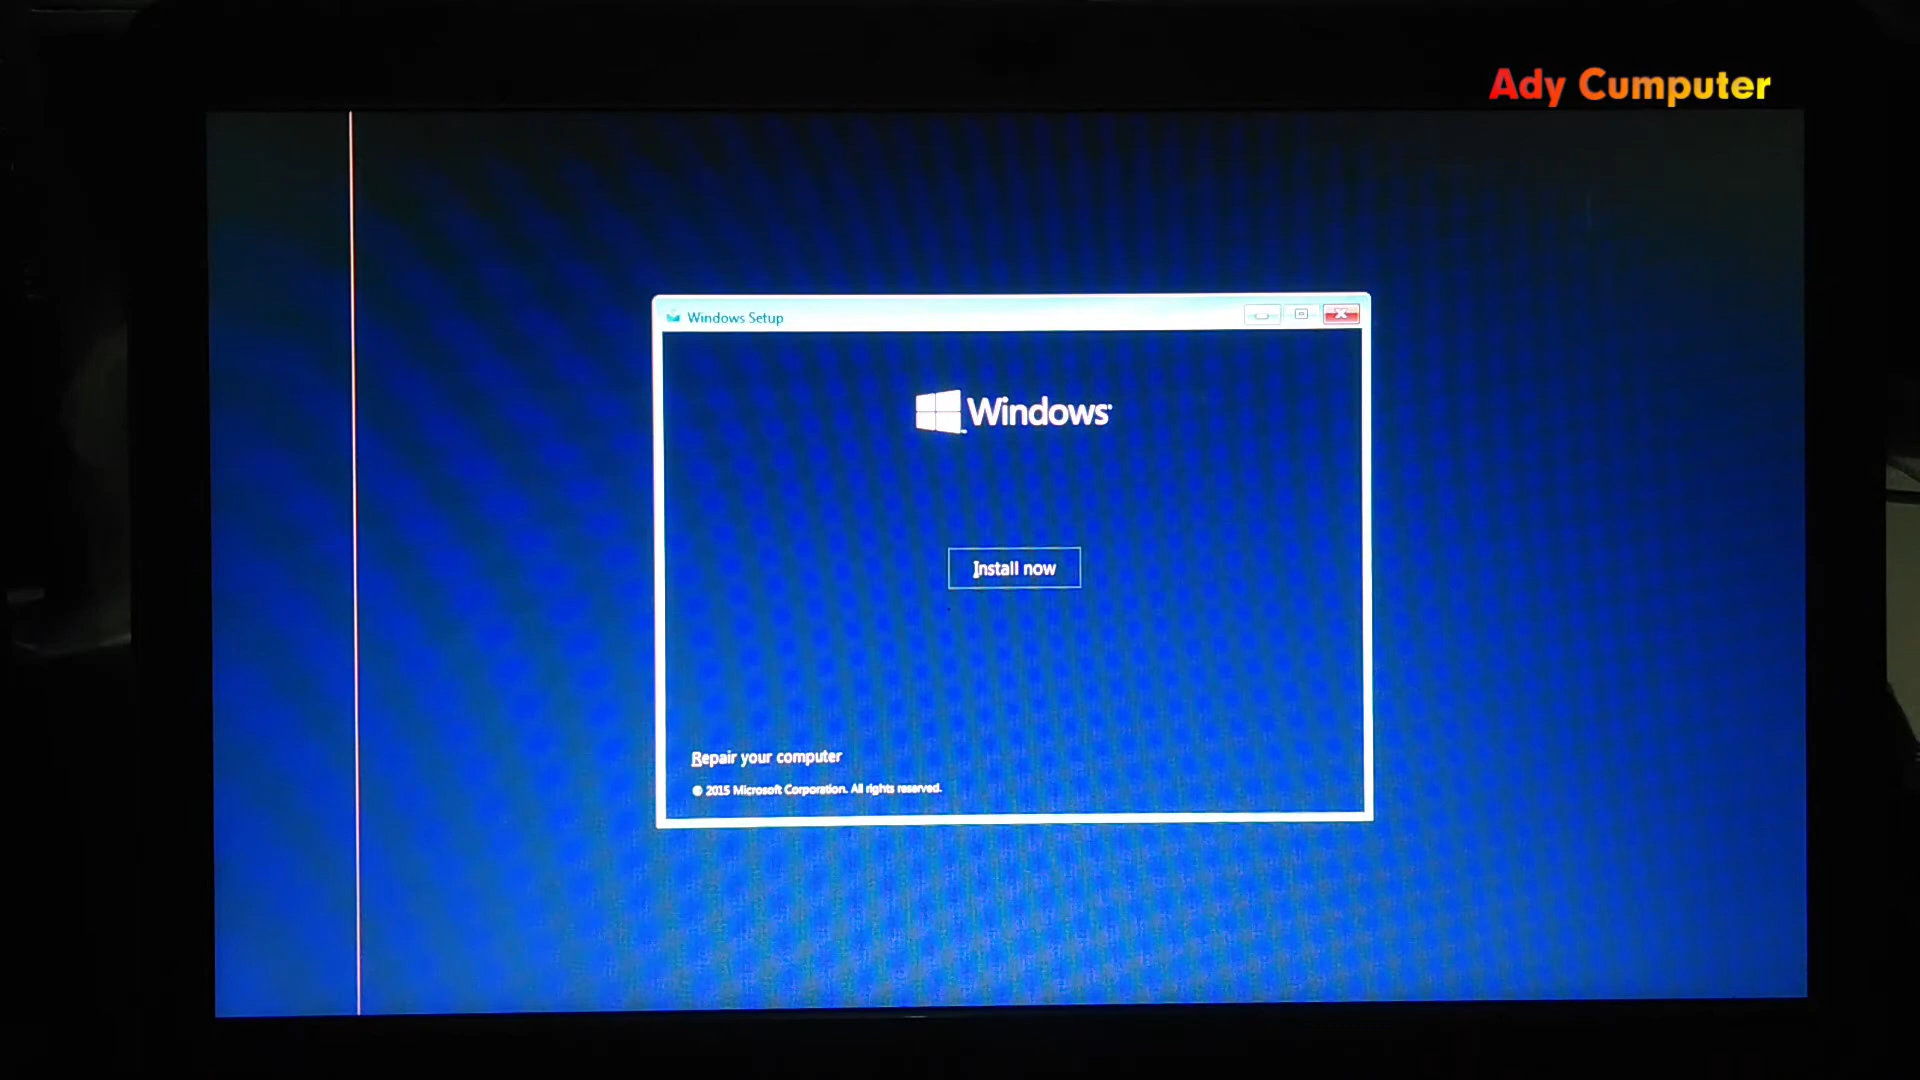 Ady Cumputer
Windows Setup
Windows
Install now
Repair your computer
© 2015 Microsoft Corporation. All rights reserved.